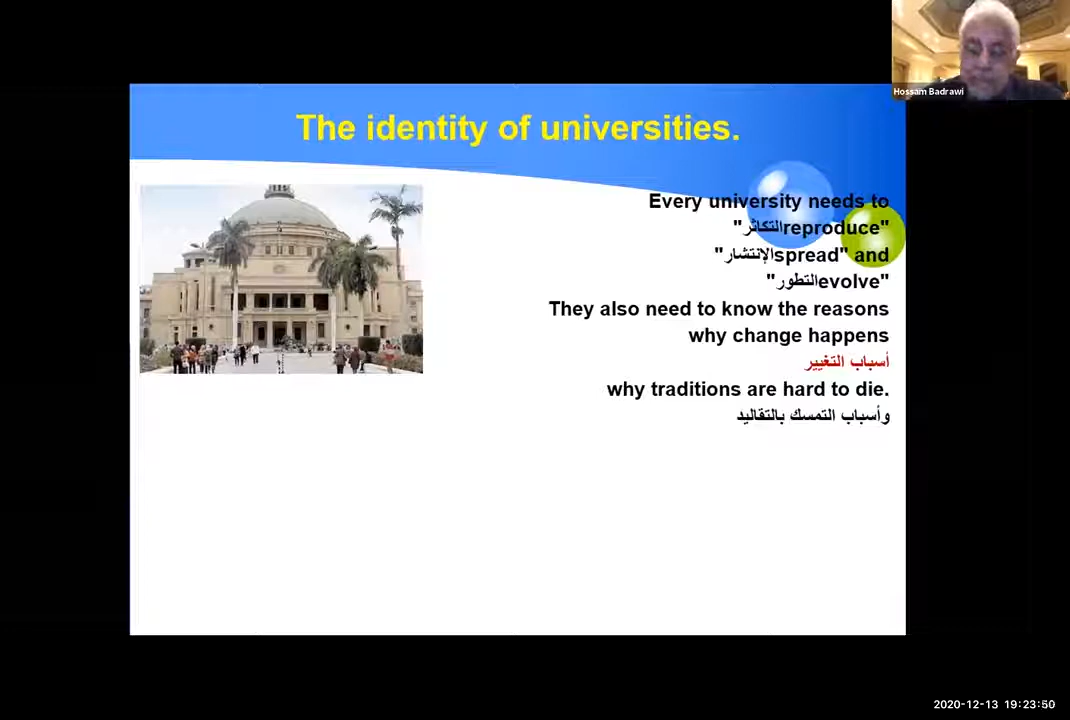 Hossam Badrawi
The identity of universities.
Every university needs to
"التكاثرreproduce"
"الإنتشارspread" and
"التطورevolve"
They also need to know the reasons
why change happens
أسباب التغيير
why traditions are hard to die.
وأسباب التمسك بالتقاليد
2020-12-13 19:23:50